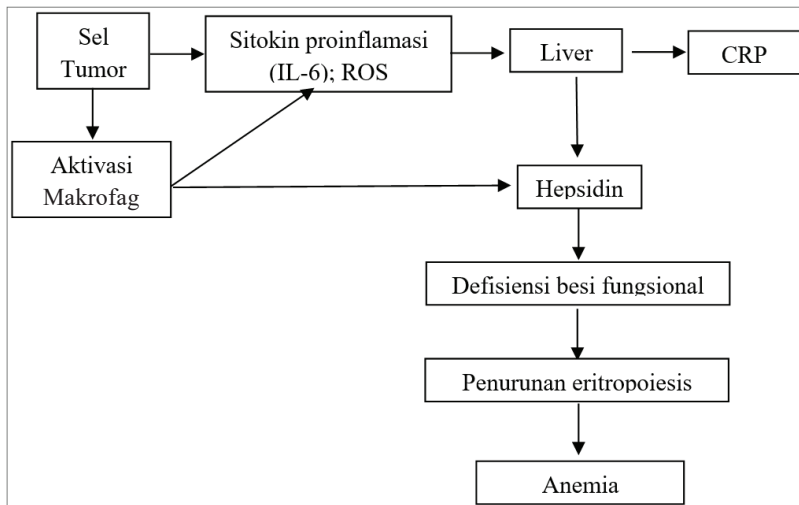 Sel
Tumor
Sitokin proinflamasi
(IL-6); ROS
Liver
CRP
Aktivasi
Makrofag
Hepsidin
Defisiensi besi fungsional
Penurunan eritropoiesis
Anemia